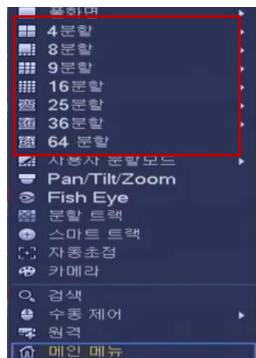 풀화면
4분할
8분할
9분할
16분할
25분할
36분할
64 분할
사용자 분할모드
Pan/Tilt/Zoom
Fish Eye
분할 트랙
스마트 트랙
자동초점
카메라
검색
수동 제어
원격
메인 메뉴